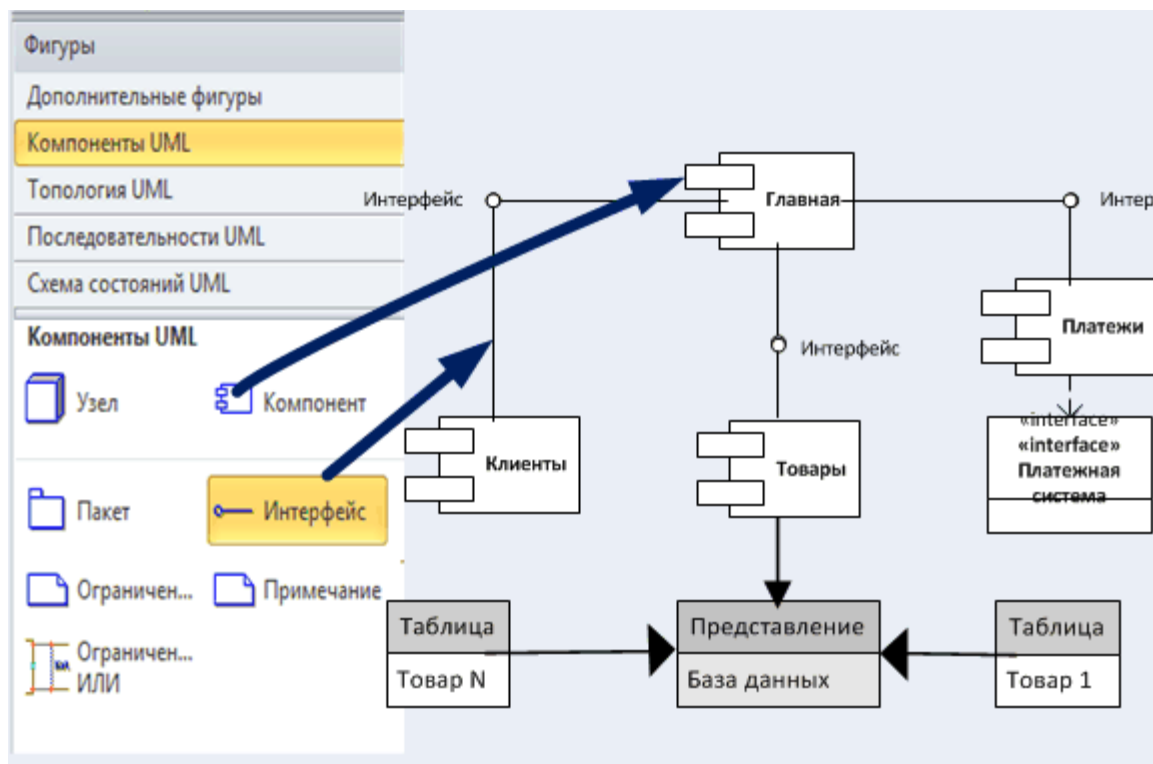 Фигуры
Дополнительные фигуры
Компоненты UML
Топология UML
Последовательности UML
Схема состояний UML
Компоненты UML
Узел
Компонент
Пакет
Интерфейс
Ограничен...
Примечание
Ограничен...
ИЛИ
Интерфейс
Главная
Интер
Интерфейс
Платежи
Клиенты
Товары
«interface»
«interface»
Платежная
система
Таблица
Товар N
Представление
База данных
Таблица
Товар 1